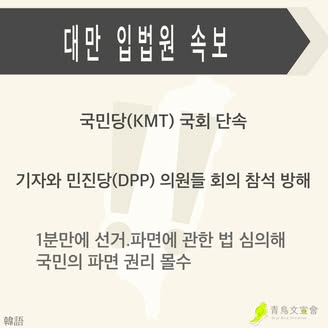 대만 입법원 속보
국민당(KMT) 국회 단속
기자와 민진당(DPP) 의원들 회의 참석 방해
1분만에 선거.파면에 관한 법 심의해
국민의 파면 권리 몰수
青鳥文宣會
韓語